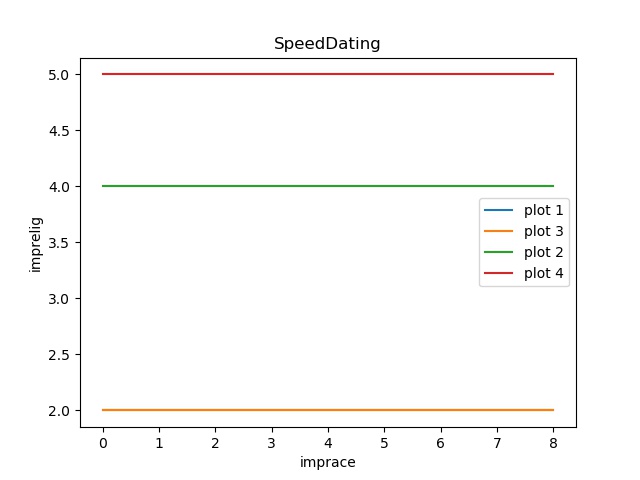 SpeedDating
5.0
4.5
4.0
3.5
3.0
2.5
2.0
imprelig
plot 1
plot 3
plot 2
plot 4
0 1 2 3 4 5 6 7 8
imprace